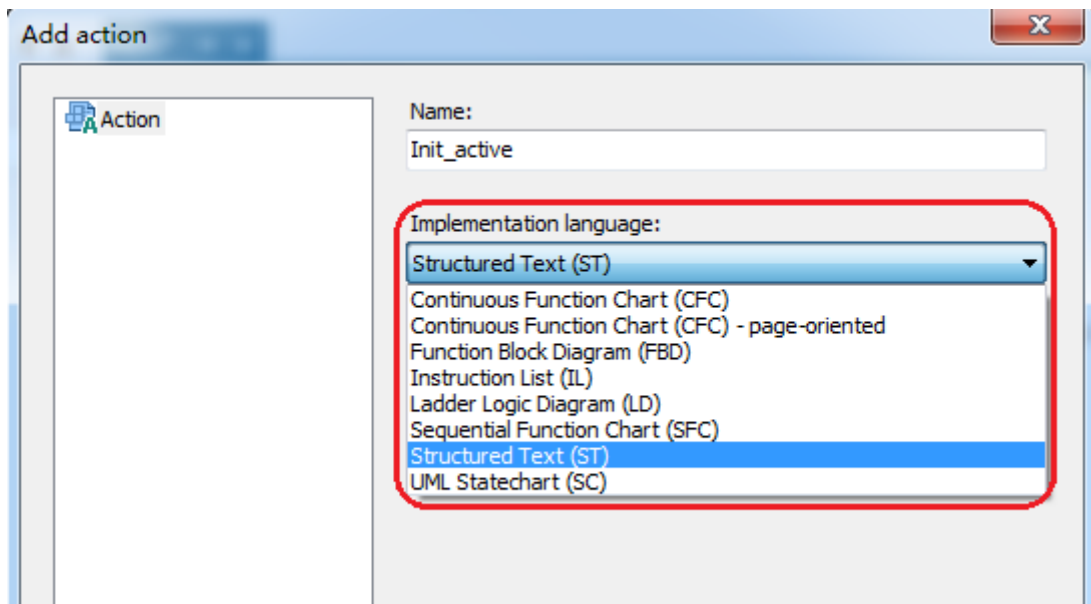 Add action
Action
Name:
Init_active
Implementation language:
Structured Text (ST)
Continuous Function Chart (CFC)
Continuous Function Chart (CFC) - page-oriented
Function Block Diagram (FBD)
Instruction List (IL)
Ladder Logic Diagram (LD)
Sequential Function Chart (SFC)
Structured Text (ST)
UML Statechart (SC)